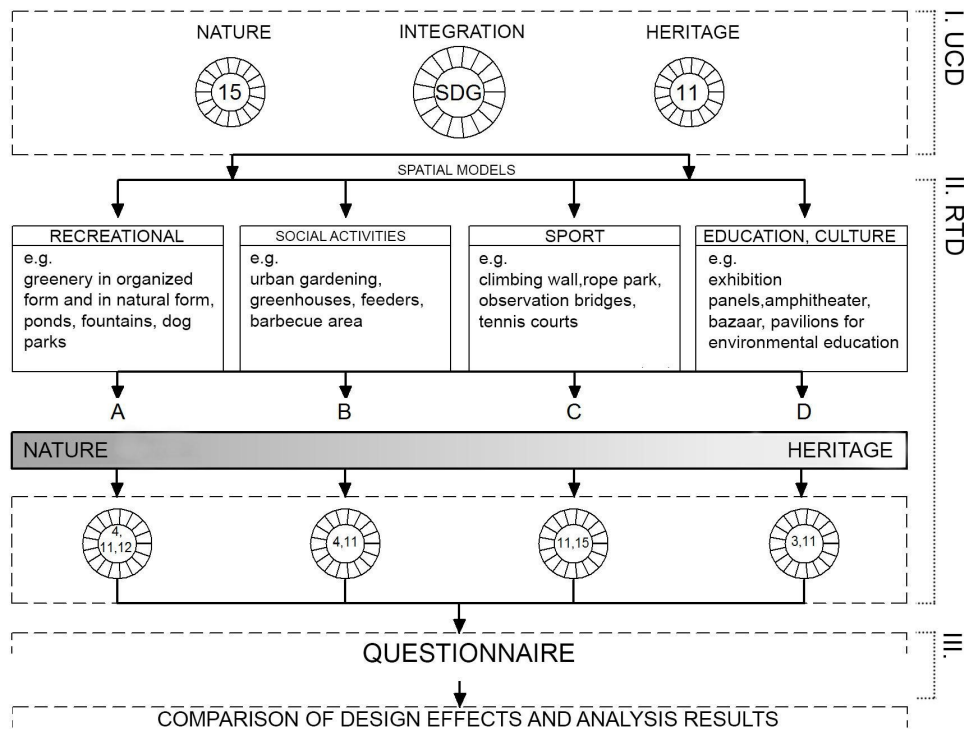 NATURE INTEGRATION HERITAGE
15 SDG 11
I. UCD
SPATIAL MODELS
II. RTD
RECREATIONAL
e.g.
greenery in organized
form and in natural form,
ponds, fountains, dog
parks
SOCIAL ACTIVITIES
e.g.
urban gardening,
greenhouses, feeders,
barbecue area
SPORT
e.g.
climbing wall,rope park,
observation bridges,
tennis courts
EDUCATION, CULTURE
e.g.
exhibition
panels,amphitheater,
bazaar, pavilions for
environmental education
A B C D
NATURE HERITAGE
4,
11,12
4,11
11,15
3,11
III.
QUESTIONNAIRE
COMPARISON OF DESIGN EFFECTS AND ANALYSIS RESULTS